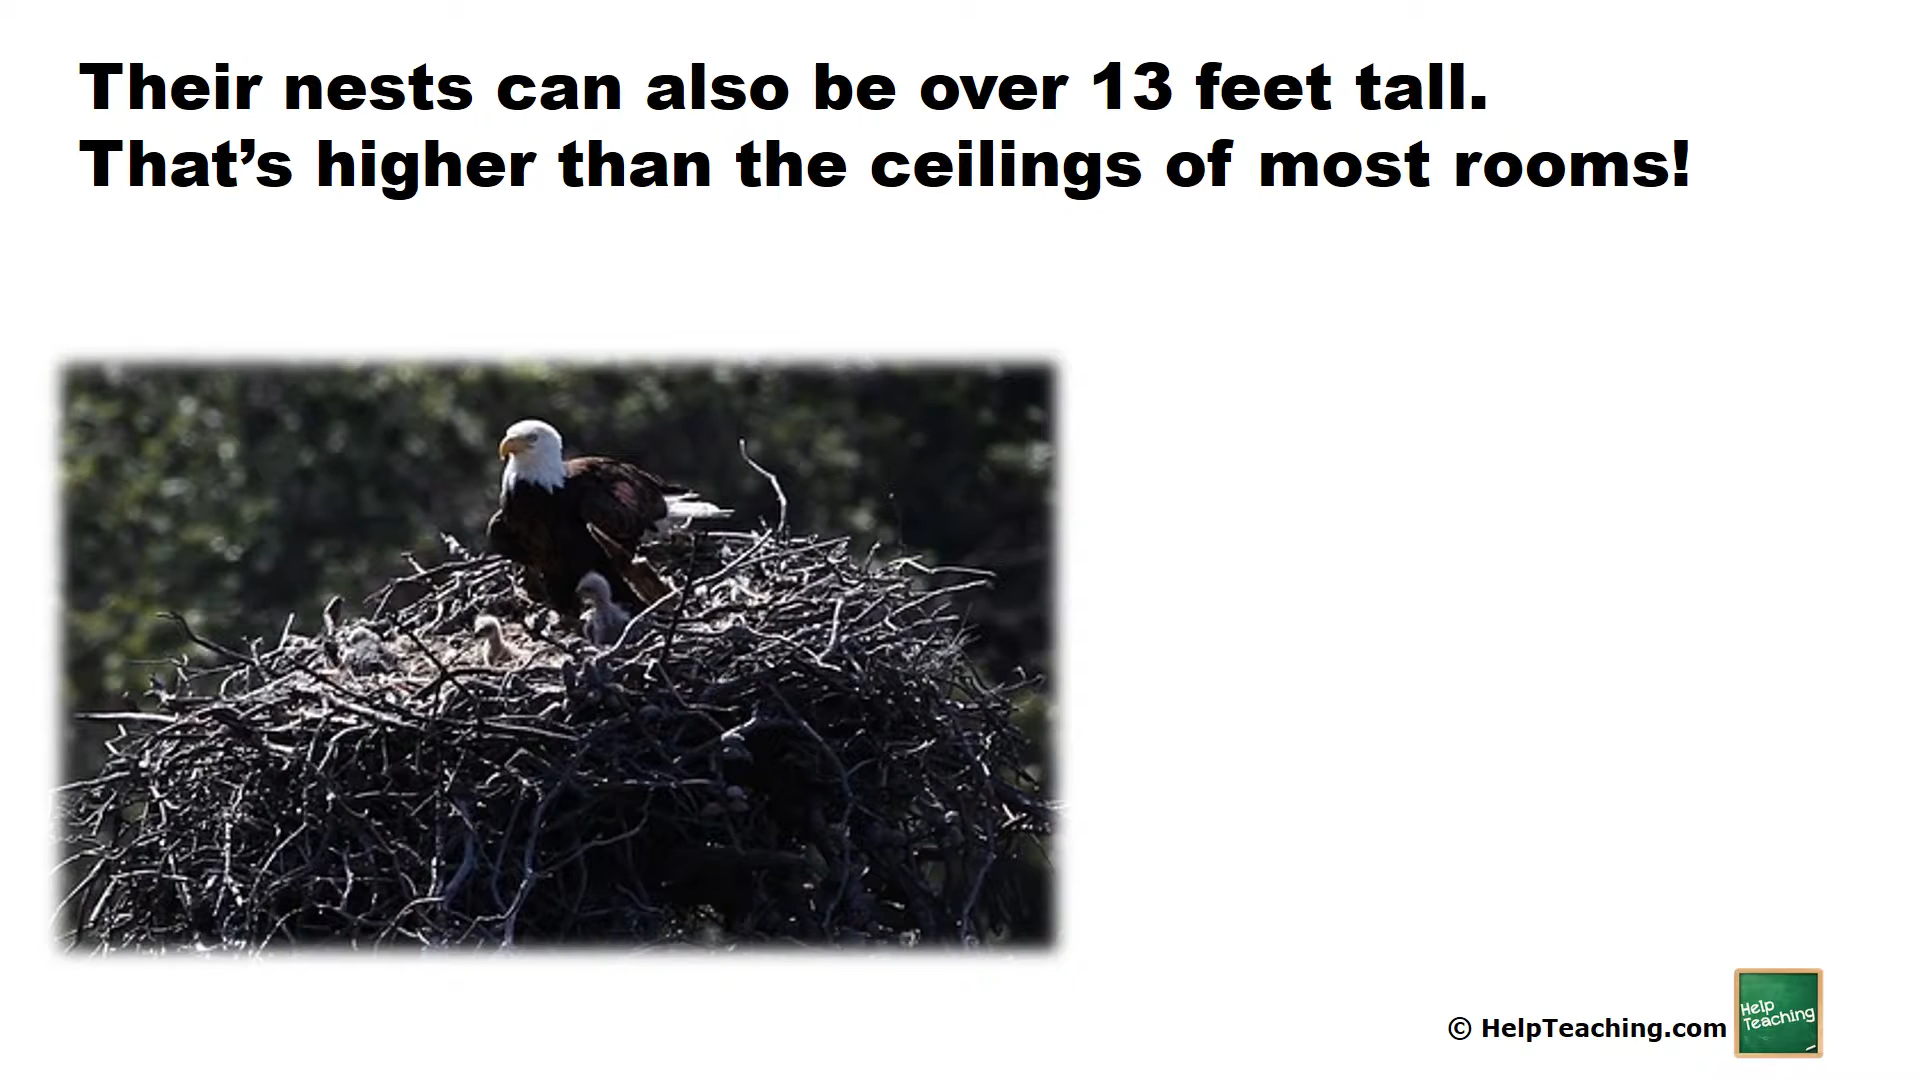 Their nests can also be over 13 feet tall.
That’s higher than the ceilings of most rooms!
© HelpTeaching.com
Help
Teaching